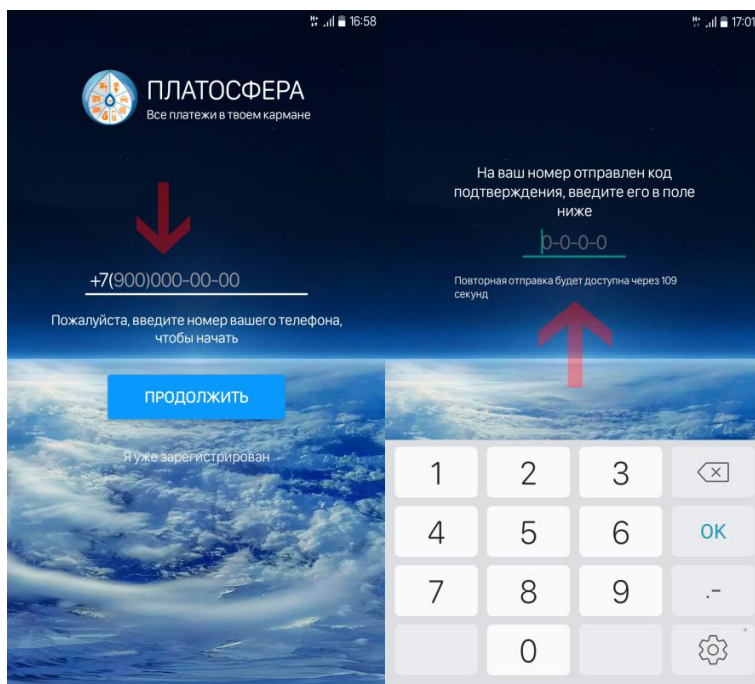 H+ 16:58
ПЛАТОСФЕРА
Все платежи в твоем кармане
+7(900)000-00-00
Пожалуйста, введите номер вашего телефона,
чтобы начать
ПРОДОЛЖИТЬ
Я уже зарегистрирован
H+ 17:01
На ваш номер отправлен код
подтверждения, введите его в поле
ниже
0-0-0-0
Повторная отправка будет доступна через 109
секунд
1 2 3
4 5 6 OK
7 8 9 .-
0